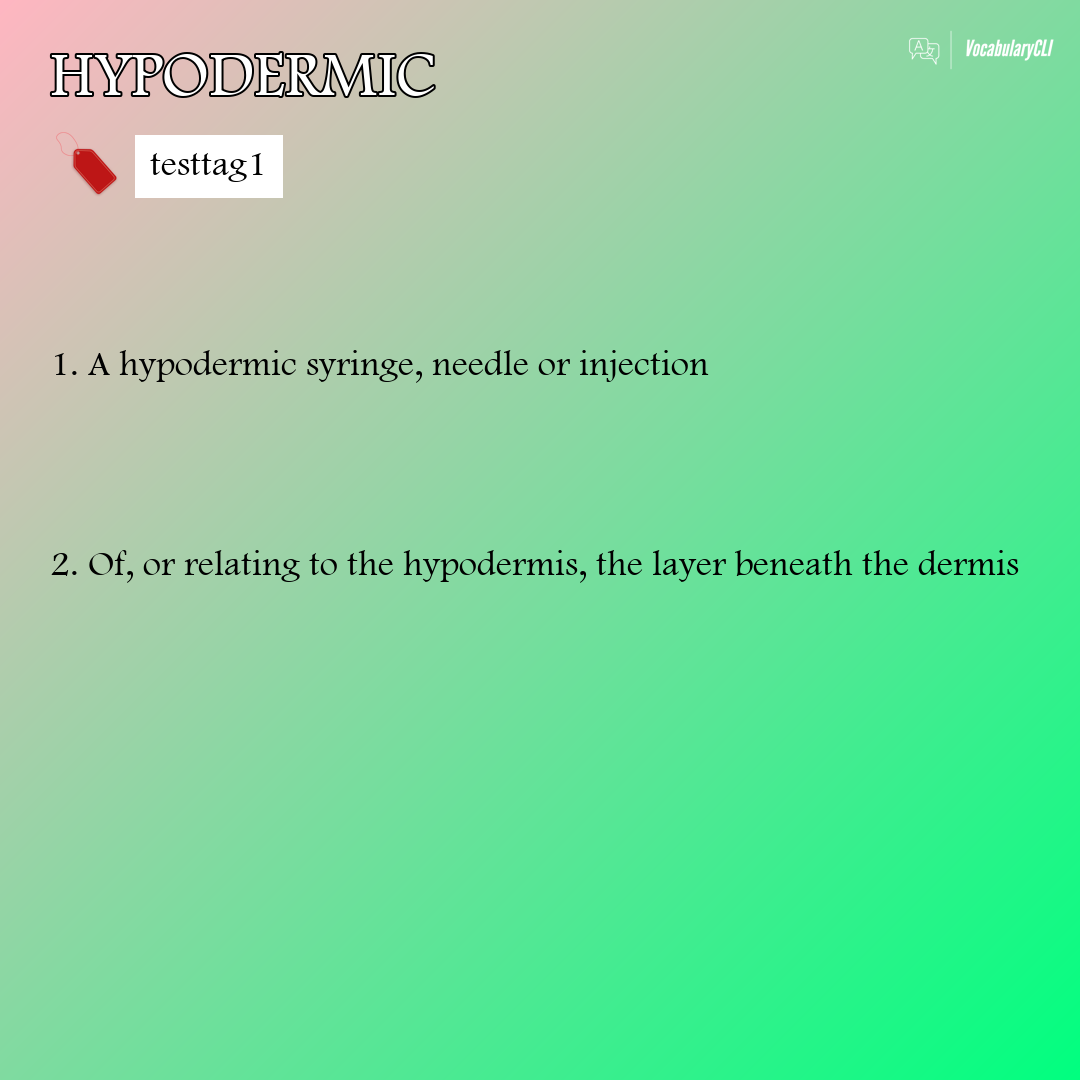 HYPODERMIC
VocabularyCLI
testtag1
1. A hypodermic syringe, needle or injection
2. Of, or relating to the hypodermis, the layer beneath the dermis